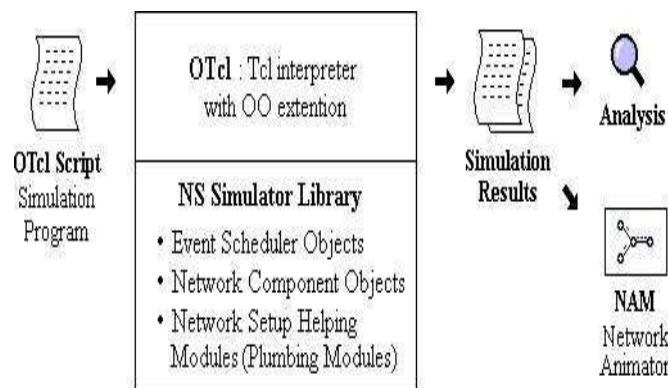 OTcl Script
Simulation
Program
OTcl : Tcl interpreter
with OO extention
NS Simulator Library
• Event Scheduler Objects
• Network Component Objects
• Network Setup Helping
Modules (Plumbing Modules)
Simulation
Results
Analysis
NAM
Network
Animator